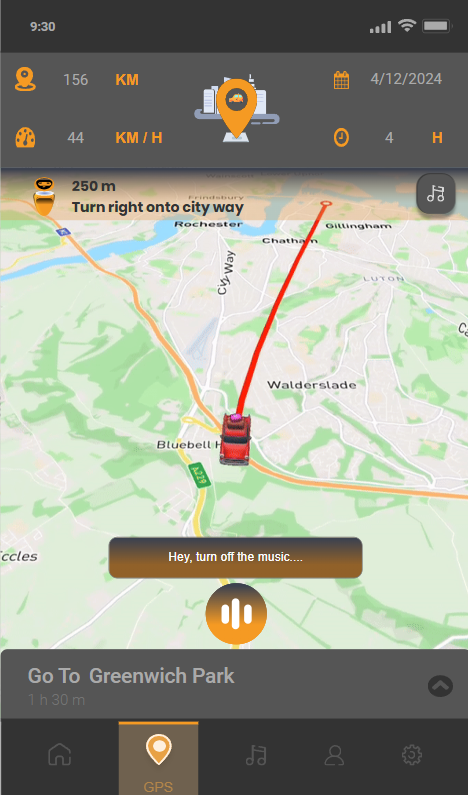 9:30
156 KM
4/12/2024
44 KM / H
4 H
250 m
Turn right onto city way
Frindsbury
Rochester
Gillingham
Chatham
City Way
LUTON
Walderslade
Bluebell H
A229
Eccles
Hey, turn off the music....
Go To Greenwich Park
1 h 30 m
GPS